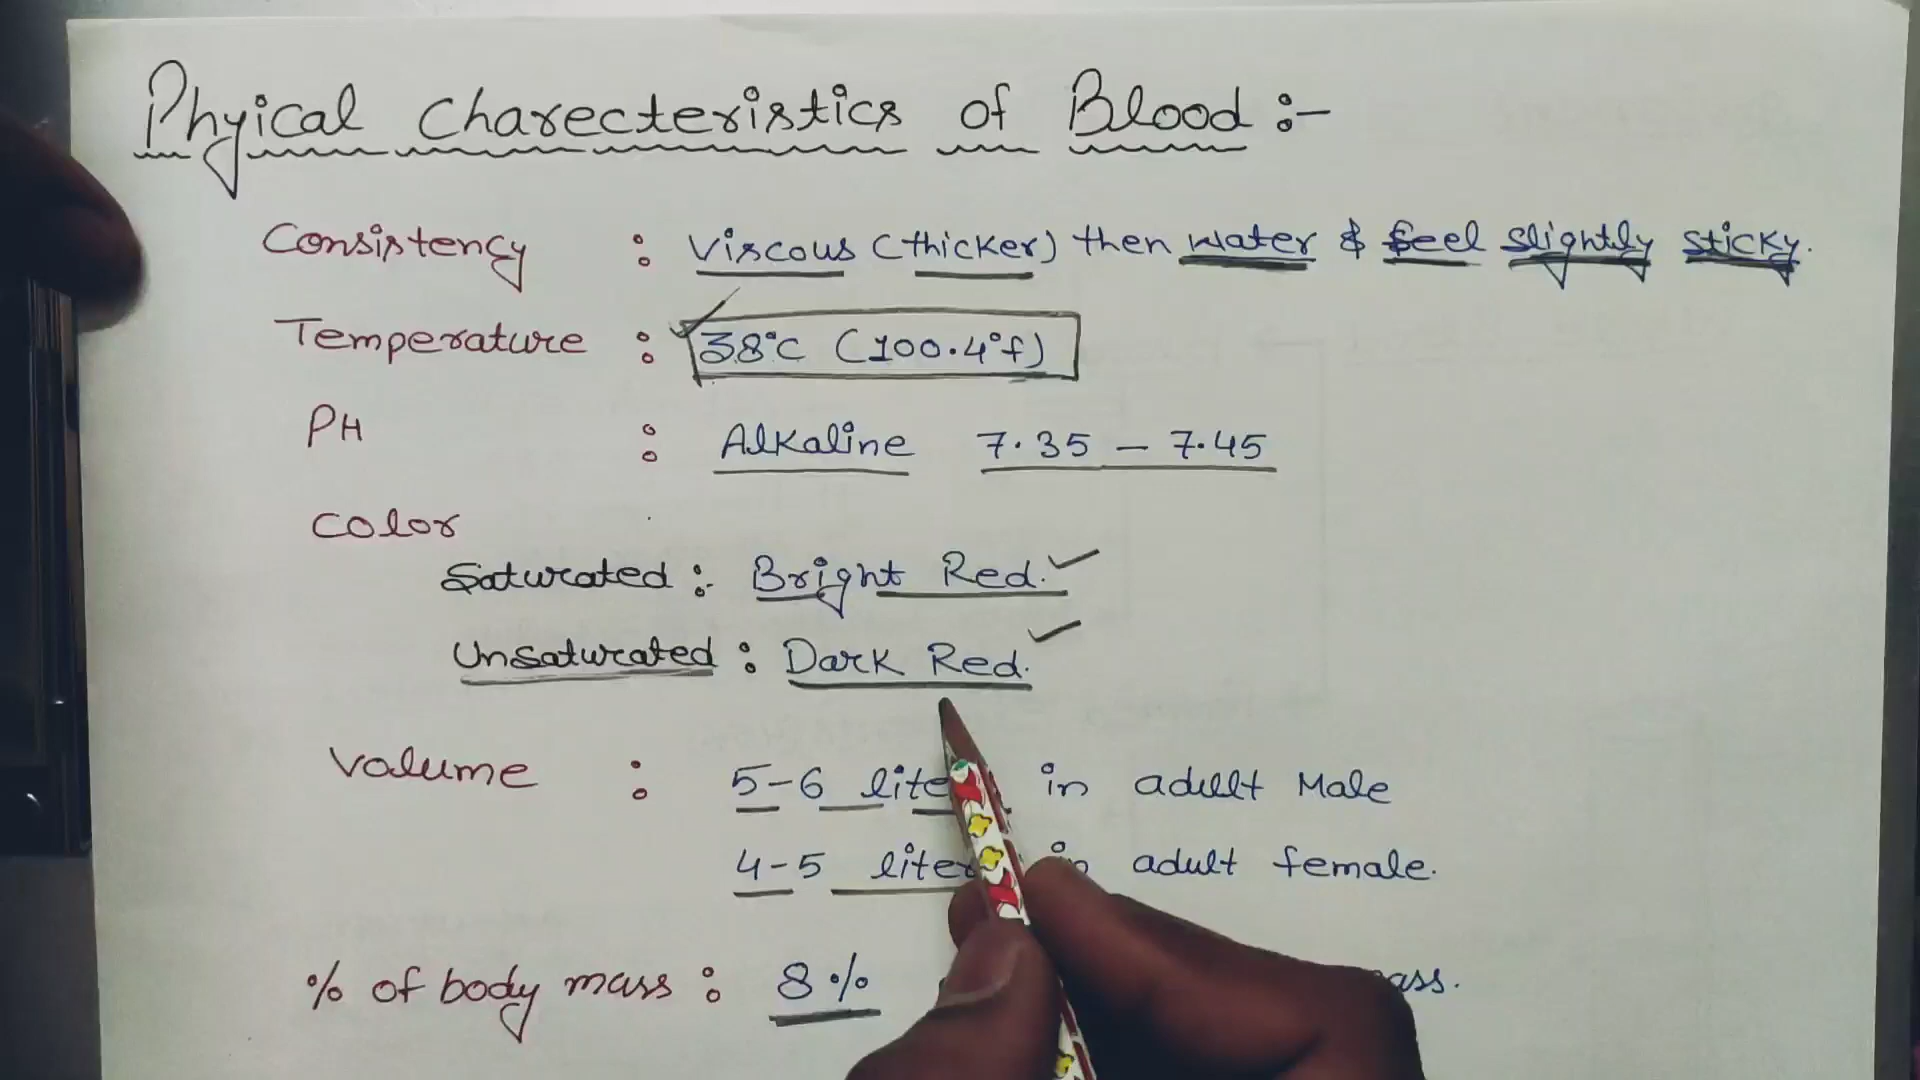 Phyical Charecteristics of Blood :-
Consistency : Viscous (thicker) then water & feel slightly sticky.
Temperature : 38°C (100.4°f)
PH : Alkaline 7.35 – 7.45
Color
Saturated :- Bright Red.
Unsaturated : Dark Red.
Volume : 5-6 in adult Male
4-5 liter in adult female.
% of body mass : 8%